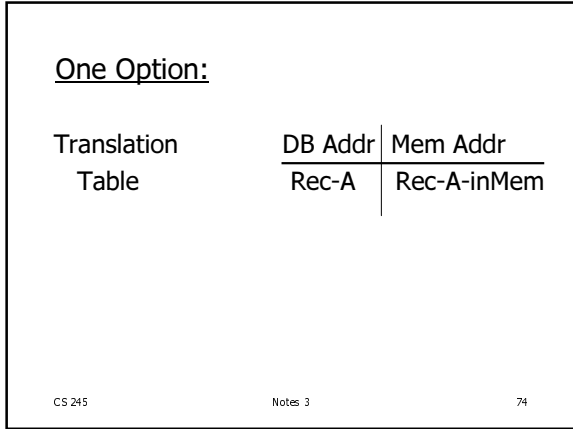 One Option:
Translation DB Addr Mem Addr
Table Rec-A Rec-A-inMem
CS 245 Notes 3 74